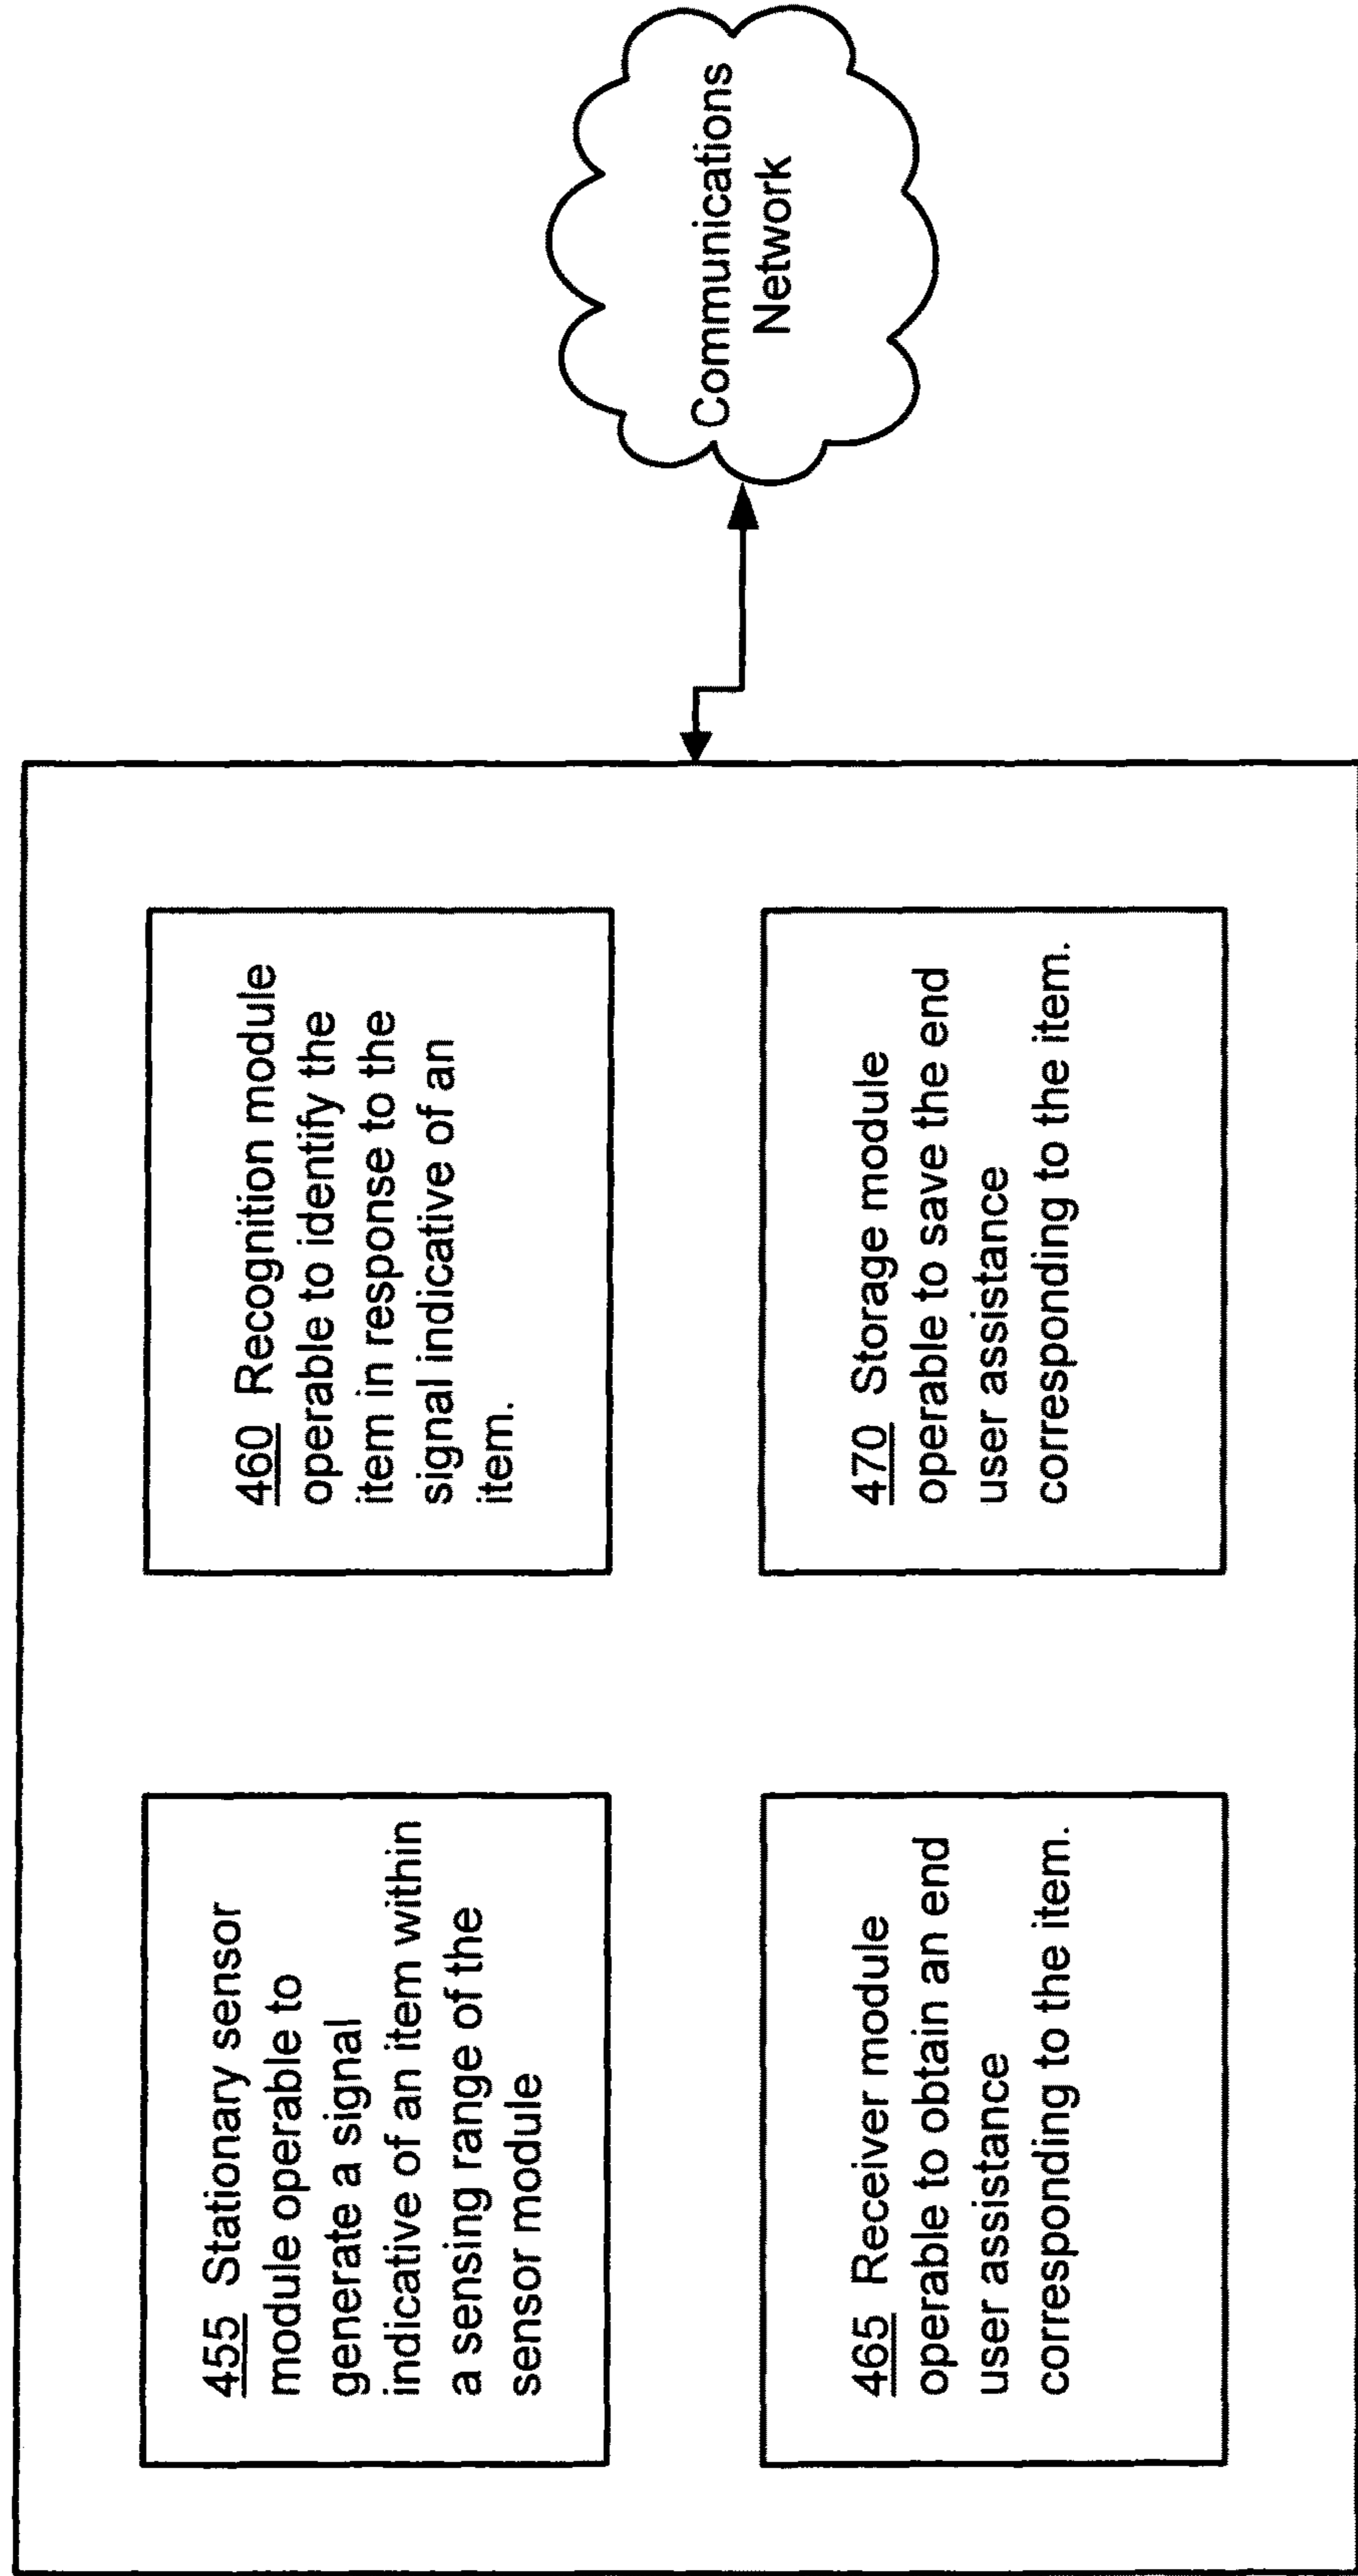 455 Stationary sensor
module operable to
generate a signal
indicative of an item within
a sensing range of the
sensor module
460 Recognition module
operable to identify the
item in response to the
signal indicative of an
item.
465 Receiver module
operable to obtain an end
user assistance
corresponding to the item.
470 Storage module
operable to save the end
user assistance
corresponding to the item.
Communications
Network